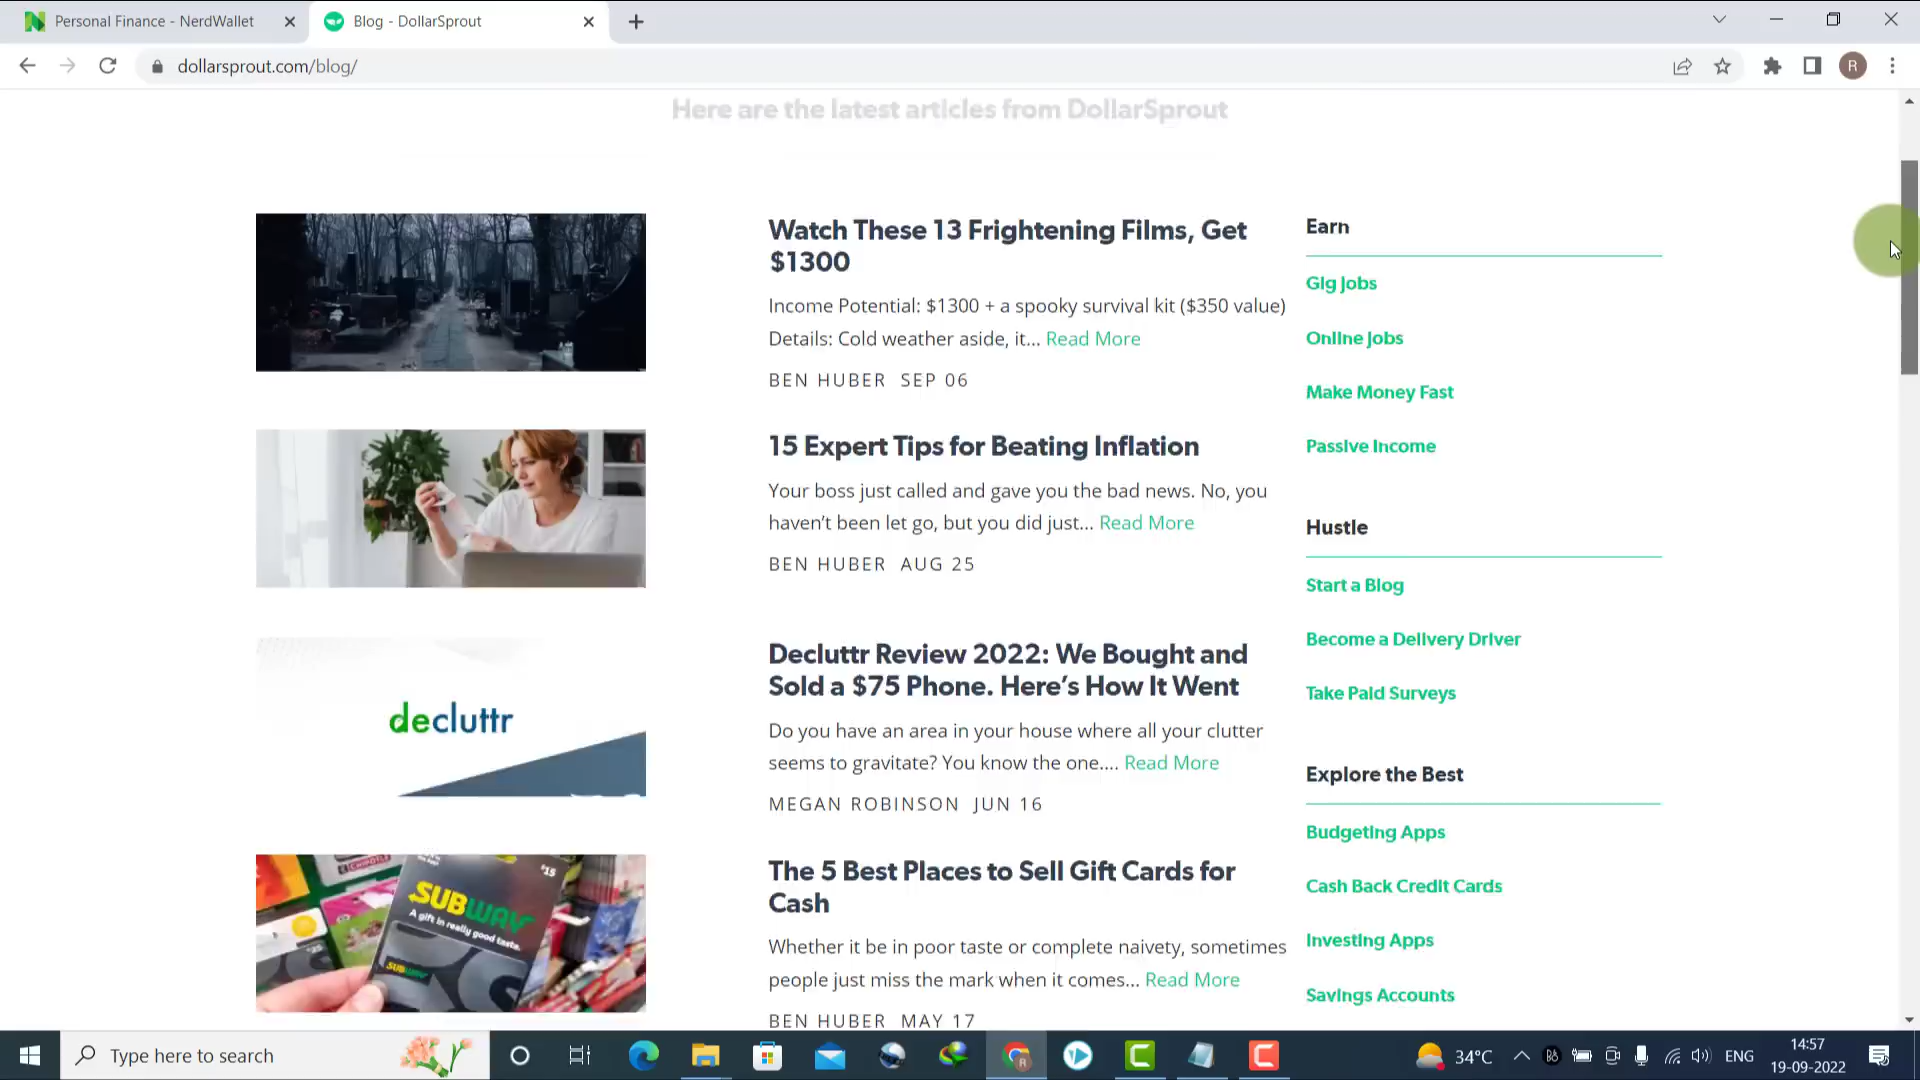 Personal Finance - NerdWallet
Blog - DollarSprout
dollarsprout.com/blog/
R
Here are the latest articles from DollarSprout
Watch These 13 Frightening Films, Get
$1300
Income Potential: $1300 + a spooky survival kit ($350 value)
Details: Cold weather aside, it... Read More
BEN HUBER SEP 06
15 Expert Tips for Beating Inflation
Your boss just called and gave you the bad news. No, you
haven't been let go, but you did just... Read More
BEN HUBER AUG 25
decluttr
Decluttr Review 2022: We Bought and
Sold a $75 Phone. Here's How It Went
Do you have an area in your house where all your clutter
seems to gravitate? You know the one.... Read More
MEGAN ROBINSON JUN 16
CHIPOTLE
$15
SUBWAY
A gift in really good taste.
SUBWAY
The 5 Best Places to Sell Gift Cards for
Cash
Whether it be in poor taste or complete naivety, sometimes
people just miss the mark when it comes... Read More
BEN HUBER MAY 17
Earn
Gig Jobs
Online Jobs
Make Money Fast
Passive Income
Hustle
Start a Blog
Become a Delivery Driver
Take Paid Surveys
Explore the Best
Budgeting Apps
Cash Back Credit Cards
Investing Apps
Savings Accounts
Type here to search
34°C
ENG
14:57
19-09-2022